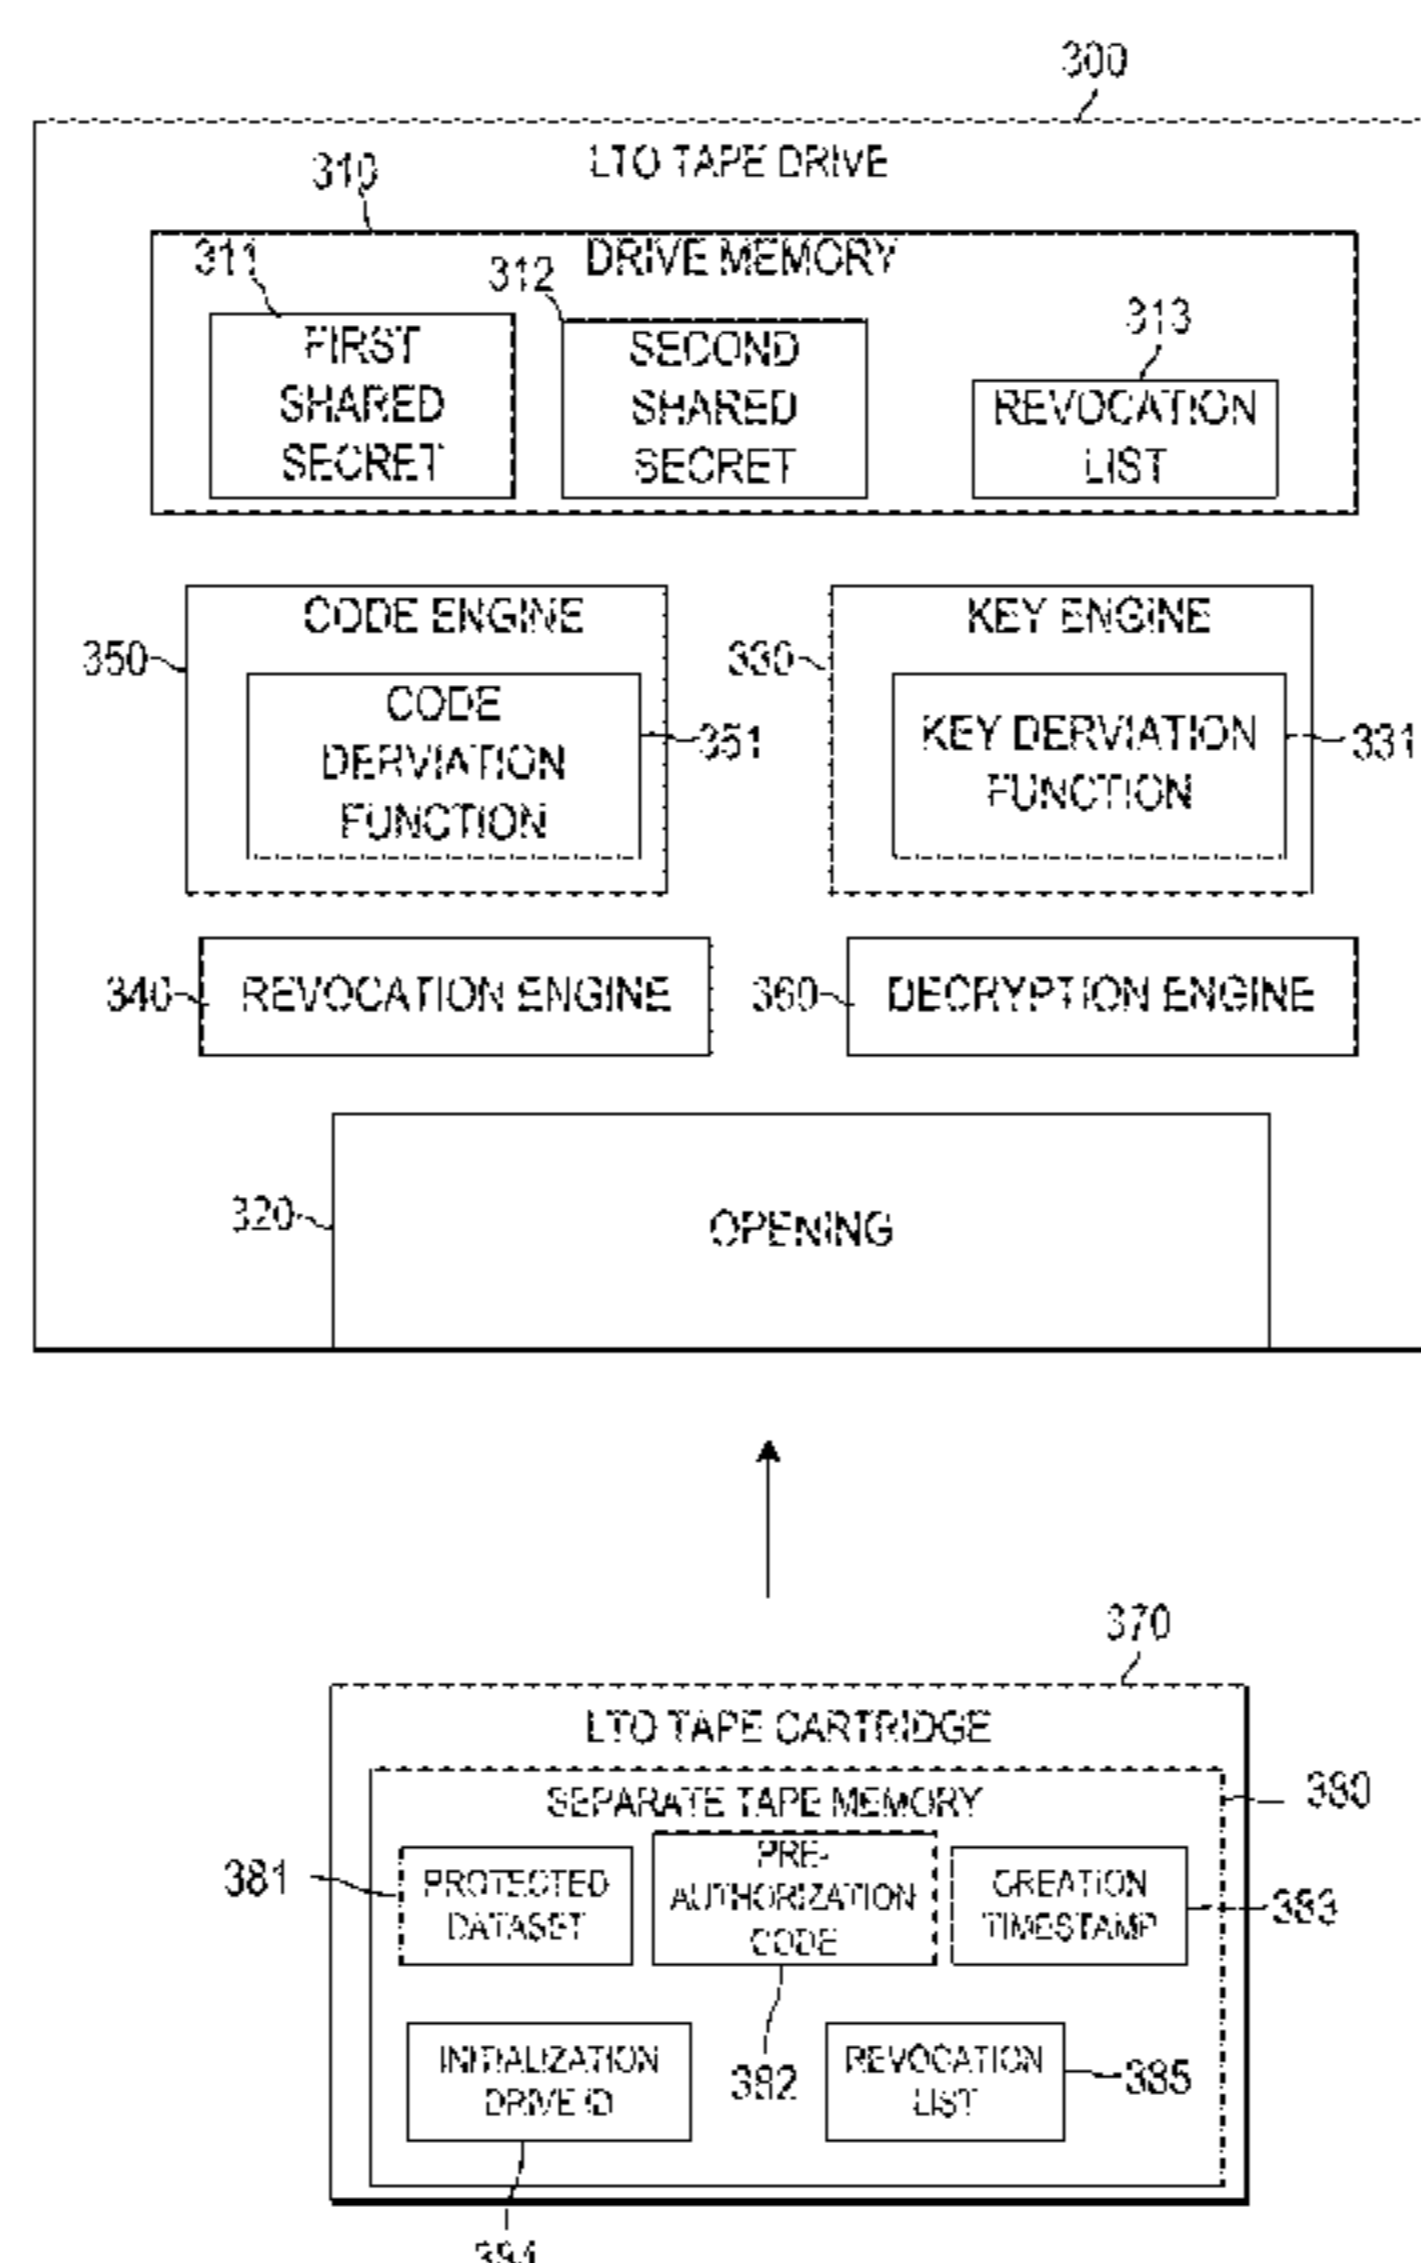 300
LTO TAPE DRIVE
310
DRIVE MEMORY
311
312
313
FIRST
SHARED
SECRET
SECOND
SHARED
SECRET
REVOCATION
LIST
CODE ENGINE
350
CODE
DERVIATION
FUNCTION
351
KEY ENGINE
330
KEY DERVIATION
FUNCTION
331
340
REVOCATION ENGINE
360
DECRYPTION ENGINE
320
OPENING
370
LTO TAPE CARTRIDGE
SEPARATE TAPE MEMORY
380
381
PROTECTED
DATASET
PRE-
AUTHORIZATION
CODE
CREATION
TIMESTAMP
383
INITIALIZATION
DRIVE ID
382
REVOCATION
LIST
385
384